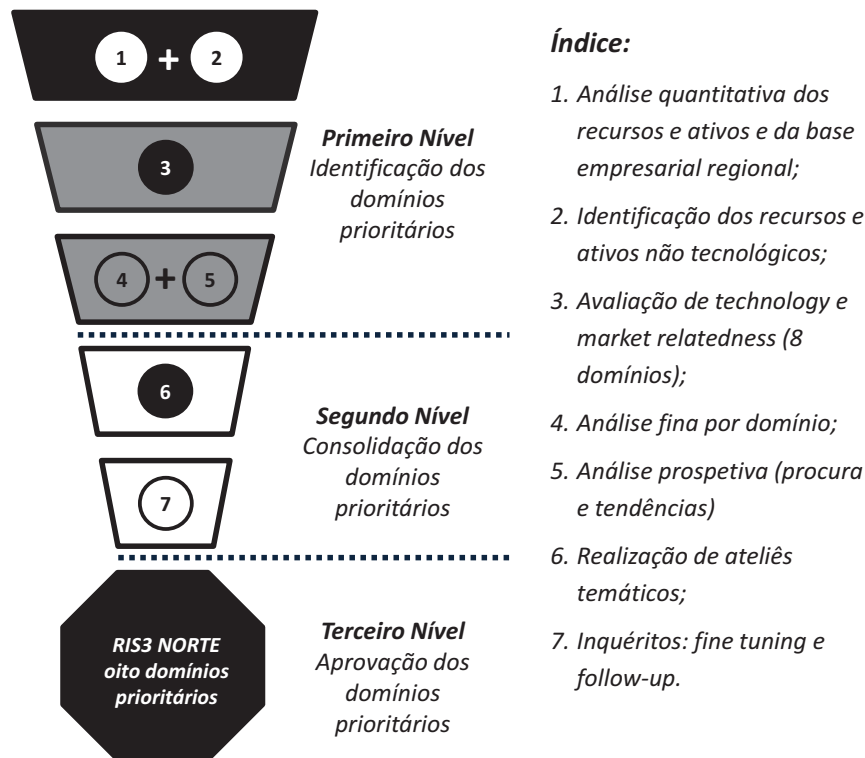 1 + 2
3
4 + 5
Primeiro Nível
Identificação dos
domínios
prioritários
6
7
Segundo Nível
Consolidação dos
domínios
prioritários
RIS3 NORTE
oito domínios
prioritários
Terceiro Nível
Aprovação dos
domínios
prioritários
Índice:
1. Análise quantitativa dos
recursos e ativos e da base
empresarial regional;
2. Identificação dos recursos e
ativos não tecnológicos;
3. Avaliação de technology e
market relatedness (8
domínios);
4. Análise fina por domínio;
5. Análise prospetiva (procura
e tendências)
6. Realização de ateliês
temáticos;
7. Inquéritos: fine tuning e
follow-up.